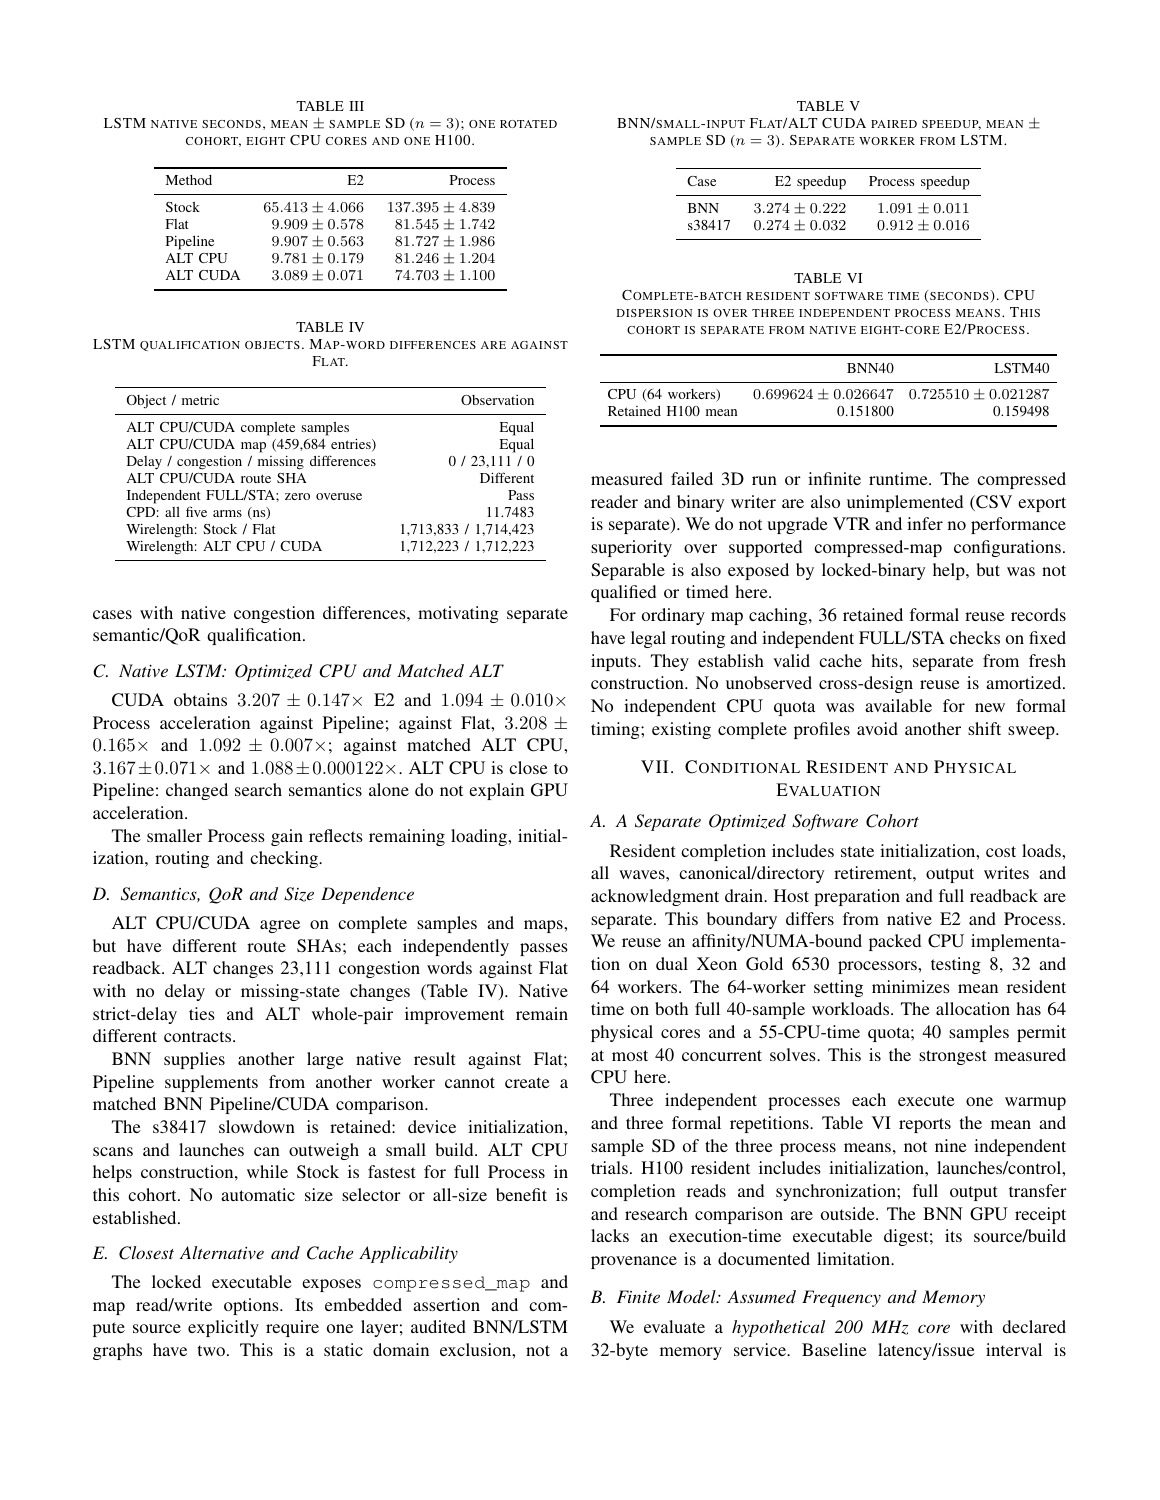 TABLE III
LSTM NATIVE SECONDS, MEAN ± SAMPLE SD (n = 3); ONE ROTATED
COHORT, EIGHT CPU CORES AND ONE H100.
Method E2 Process
Stock 65.413 ± 4.066 137.395 ± 4.839
Flat 9.909 ± 0.578 81.545 ± 1.742
Pipeline 9.907 ± 0.563 81.727 ± 1.986
ALT CPU 9.781 ± 0.179 81.246 ± 1.204
ALT CUDA 3.089 ± 0.071 74.703 ± 1.100
TABLE IV
LSTM QUALIFICATION OBJECTS. MAP-WORD DIFFERENCES ARE AGAINST
FLAT.
Object / metric Observation
ALT CPU/CUDA complete samples Equal
ALT CPU/CUDA map (459,684 entries) Equal
Delay / congestion / missing differences 0 / 23,111 / 0
ALT CPU/CUDA route SHA Different
Independent FULL/STA; zero overuse Pass
CPD: all five arms (ns) 11.7483
Wirelength: Stock / Flat 1,713,833 / 1,714,423
Wirelength: ALT CPU / CUDA 1,712,223 / 1,712,223
cases with native congestion differences, motivating separate
semantic/QoR qualification.
C. Native LSTM: Optimized CPU and Matched ALT
CUDA obtains 3.207 ± 0.147× E2 and 1.094 ± 0.010×
Process acceleration against Pipeline; against Flat, 3.208 ±
0.165× and 1.092 ± 0.007×; against matched ALT CPU,
3.167±0.071× and 1.088±0.000122×. ALT CPU is close to
Pipeline: changed search semantics alone do not explain GPU
acceleration.
The smaller Process gain reflects remaining loading, initial-
ization, routing and checking.
D. Semantics, QoR and Size Dependence
ALT CPU/CUDA agree on complete samples and maps,
but have different route SHAs; each independently passes
readback. ALT changes 23,111 congestion words against Flat
with no delay or missing-state changes (Table IV). Native
strict-delay ties and ALT whole-pair improvement remain
different contracts.
BNN supplies another large native result against Flat;
Pipeline supplements from another worker cannot create a
matched BNN Pipeline/CUDA comparison.
The s38417 slowdown is retained: device initialization,
scans and launches can outweigh a small build. ALT CPU
helps construction, while Stock is fastest for full Process in
this cohort. No automatic size selector or all-size benefit is
established.
E. Closest Alternative and Cache Applicability
The locked executable exposes compressed_map and
map read/write options. Its embedded assertion and com-
pute source explicitly require one layer; audited BNN/LSTM
graphs have two. This is a static domain exclusion, not a
TABLE V
BNN/SMALL-INPUT FLAT/ALT CUDA PAIRED SPEEDUP, MEAN ±
SAMPLE SD (n = 3). SEPARATE WORKER FROM LSTM.
Case E2 speedup Process speedup
BNN 3.274 ± 0.222 1.091 ± 0.011
s38417 0.274 ± 0.032 0.912 ± 0.016
TABLE VI
COMPLETE-BATCH RESIDENT SOFTWARE TIME (SECONDS). CPU
DISPERSION IS OVER THREE INDEPENDENT PROCESS MEANS. THIS
COHORT IS SEPARATE FROM NATIVE EIGHT-CORE E2/PROCESS.
BNN40 LSTM40
CPU (64 workers) 0.699624 ± 0.026647 0.725510 ± 0.021287
Retained H100 mean 0.151800 0.159498
measured failed 3D run or infinite runtime. The compressed
reader and binary writer are also unimplemented (CSV export
is separate). We do not upgrade VTR and infer no performance
superiority over supported compressed-map configurations.
Separable is also exposed by locked-binary help, but was not
qualified or timed here.
For ordinary map caching, 36 retained formal reuse records
have legal routing and independent FULL/STA checks on fixed
inputs. They establish valid cache hits, separate from fresh
construction. No unobserved cross-design reuse is amortized.
No independent CPU quota was available for new formal
timing; existing complete profiles avoid another shift sweep.
VII. CONDITIONAL RESIDENT AND PHYSICAL
EVALUATION
A. A Separate Optimized Software Cohort
Resident completion includes state initialization, cost loads,
all waves, canonical/directory retirement, output writes and
acknowledgment drain. Host preparation and full readback are
separate. This boundary differs from native E2 and Process.
We reuse an affinity/NUMA-bound packed CPU implementa-
tion on dual Xeon Gold 6530 processors, testing 8, 32 and
64 workers. The 64-worker setting minimizes mean resident
time on both full 40-sample workloads. The allocation has 64
physical cores and a 55-CPU-time quota; 40 samples permit
at most 40 concurrent solves. This is the strongest measured
CPU here.
Three independent processes each execute one warmup
and three formal repetitions. Table VI reports the mean and
sample SD of the three process means, not nine independent
trials. H100 resident includes initialization, launches/control,
completion reads and synchronization; full output transfer
and research comparison are outside. The BNN GPU receipt
lacks an execution-time executable digest; its source/build
provenance is a documented limitation.
B. Finite Model: Assumed Frequency and Memory
We evaluate a hypothetical 200 MHz core with declared
32-byte memory service. Baseline latency/issue interval is